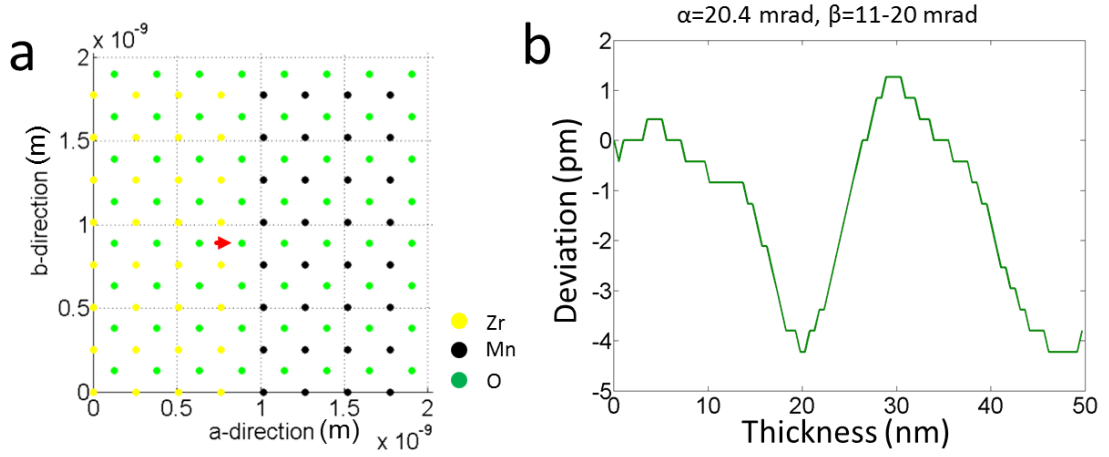 a
× 10⁻⁹
2
1.5
1
0.5
0
b-direction (m)
0 0.5 1 1.5 2
a-direction (m)
× 10⁻⁹
Zr
Mn
O
b
α=20.4 mrad, β=11-20 mrad
2
1
0
-1
-2
-3
-4
-5
Deviation (pm)
0 10 20 30 40 50
Thickness (nm)